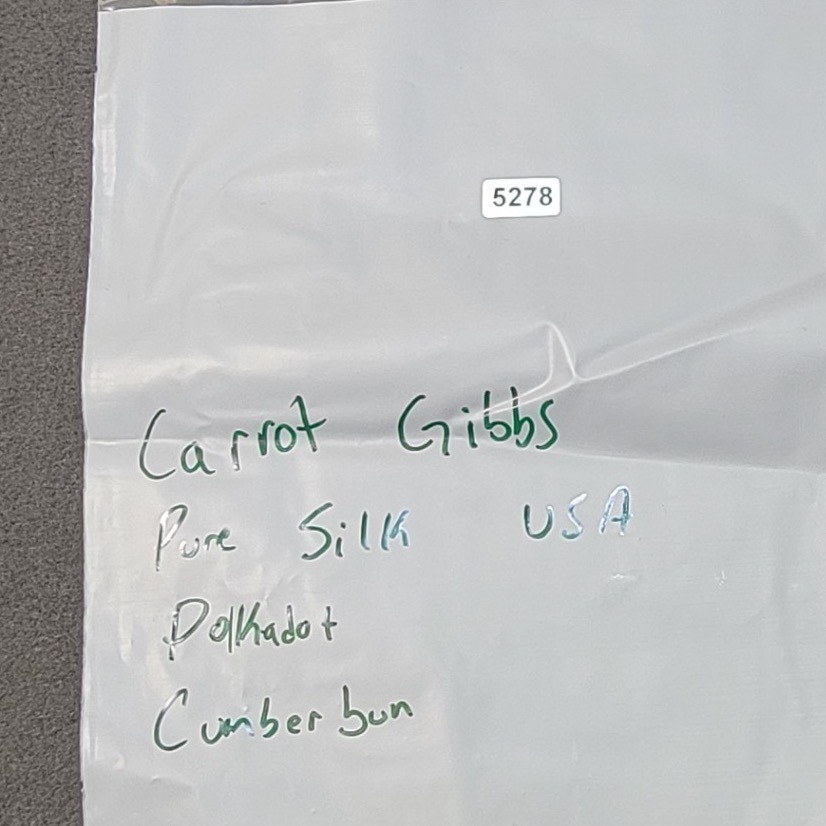 5278
Carrot Gibbs
Pure Silk USA
Polkadot
Cumberbun